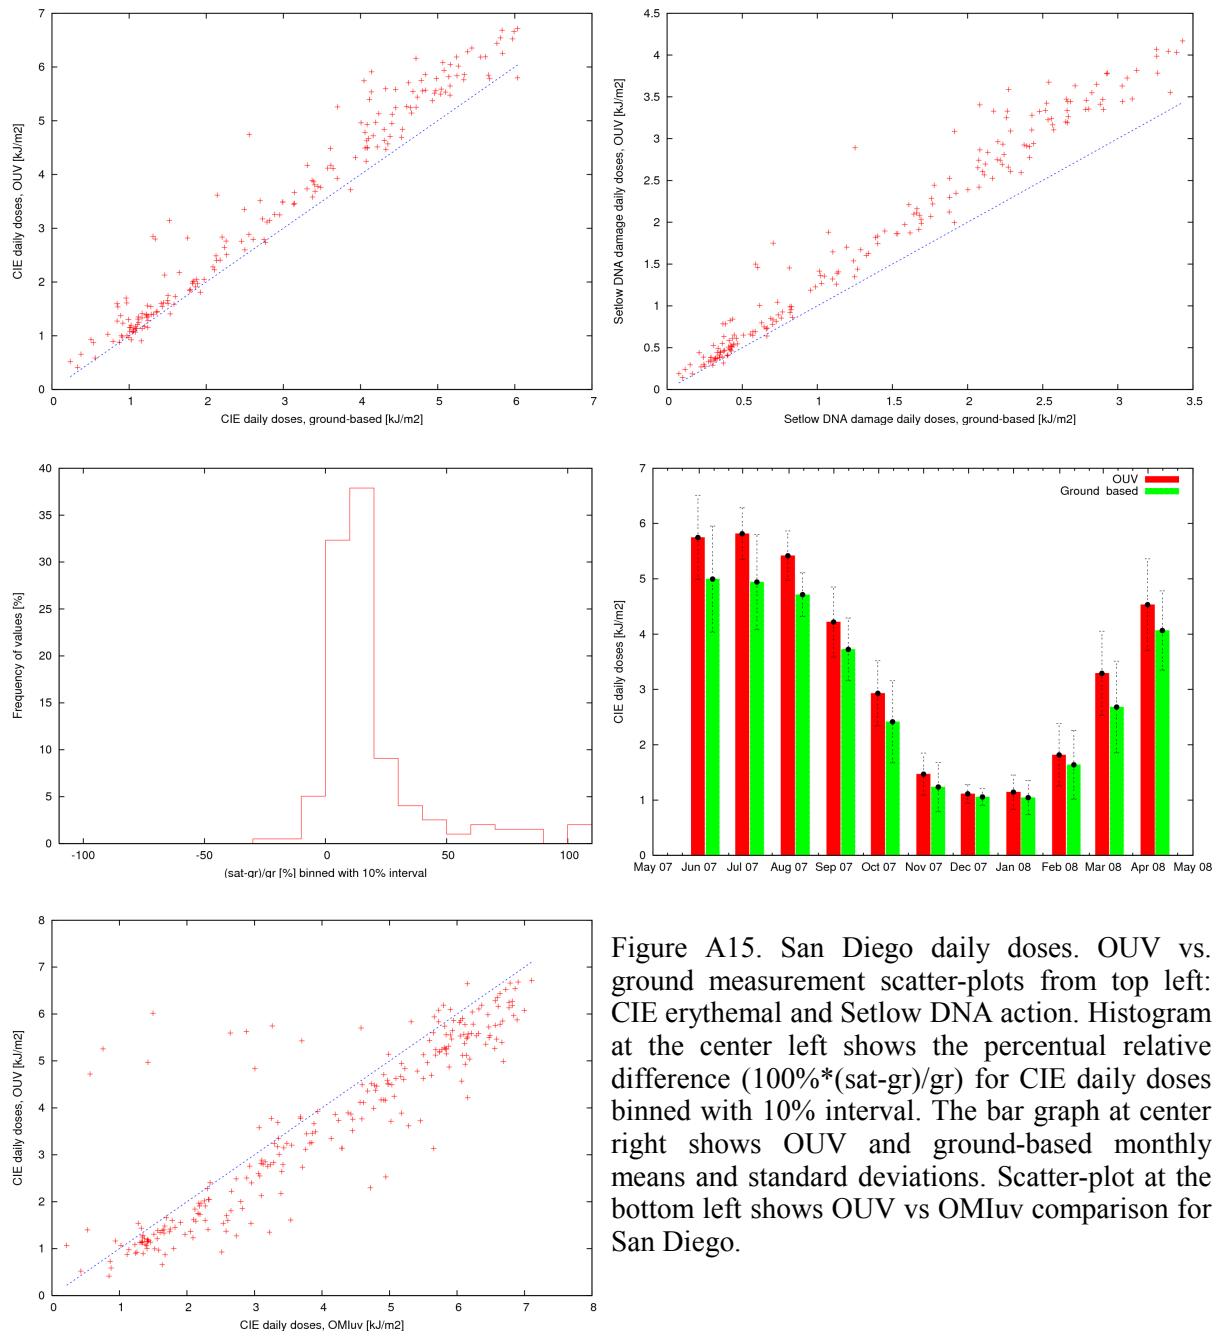 7
6
5
4
3
2
1
0
CIE daily doses, OUV [kJ/m2]
0 1 2 3 4 5 6 7
CIE daily doses, ground-based [kJ/m2]
4.5
4
3.5
3
2.5
2
1.5
1
0.5
0
Setlow DNA damage daily doses, OUV [kJ/m2]
0 0.5 1 1.5 2 2.5 3 3.5
Setlow DNA damage daily doses, ground-based [kJ/m2]
40
35
30
25
20
15
10
5
0
Frequency of values [%]
-100 -50 0 50 100
(sat-gr)/gr [%] binned with 10% interval
7
6
5
4
3
2
1
0
CIE daily doses [kJ/m2]
OUV
Ground based
May 07 Jun 07 Jul 07 Aug 07 Sep 07 Oct 07 Nov 07 Dec 07 Jan 08 Feb 08 Mar 08 Apr 08 May 08
8
7
6
5
4
3
2
1
0
CIE daily doses, OUV [kJ/m2]
0 1 2 3 4 5 6 7 8
CIE daily doses, OMIuv [kJ/m2]
Figure A15. San Diego daily doses. OUV vs.
ground measurement scatter-plots from top left:
CIE erythemal and Setlow DNA action. Histogram
at the center left shows the percentual relative
difference (100%*(sat-gr)/gr) for CIE daily doses
binned with 10% interval. The bar graph at center
right shows OUV and ground-based monthly
means and standard deviations. Scatter-plot at the
bottom left shows OUV vs OMIuv comparison for
San Diego.